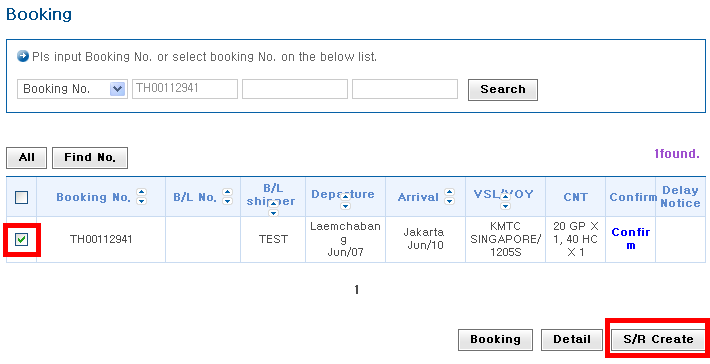 Booking
Pls input Booking No. or select booking No. on the below list.
Booking No. TH00112941 Search
All Find No. 1found.
Booking No. B/L No. B/L shipper Departure Arrival VSL/VOY CNT Confirm Delay Notice
TH00112941 TEST Laemchabang Jun/07 Jakarta Jun/10 KMTC SINGAPORE/1205S 20 GP X 1, 40 HC X 1 Confirm
1
Booking Detail S/R Create